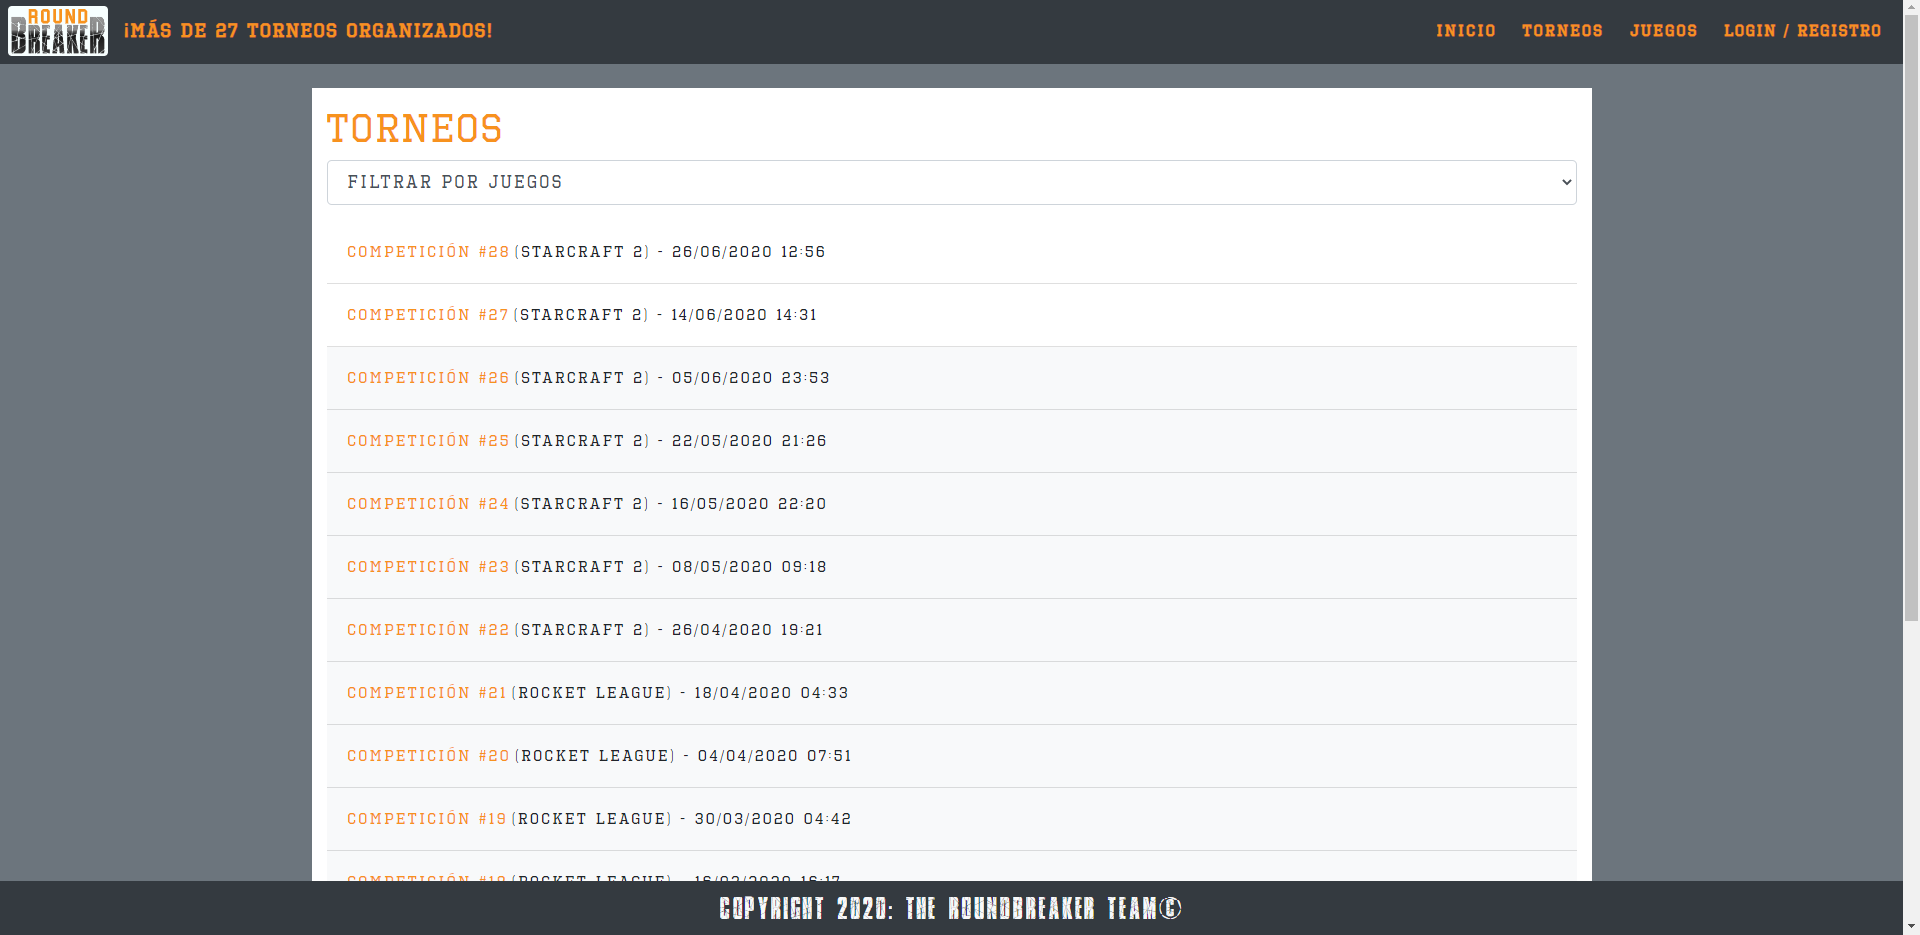 ROUND
BREAKER
¡MÁS DE 27 TORNEOS ORGANIZADOS!
INICIO
TORNEOS
JUEGOS
LOGIN / REGISTRO
TORNEOS
FILTRAR POR JUEGOS
COMPETICIÓN #28 (STARCRAFT 2) - 26/06/2020 12:56
COMPETICIÓN #27 (STARCRAFT 2) - 14/06/2020 14:31
COMPETICIÓN #26 (STARCRAFT 2) - 05/06/2020 23:53
COMPETICIÓN #25 (STARCRAFT 2) - 22/05/2020 21:26
COMPETICIÓN #24 (STARCRAFT 2) - 16/05/2020 22:20
COMPETICIÓN #23 (STARCRAFT 2) - 08/05/2020 09:18
COMPETICIÓN #22 (STARCRAFT 2) - 26/04/2020 19:21
COMPETICIÓN #21 (ROCKET LEAGUE) - 18/04/2020 04:33
COMPETICIÓN #20 (ROCKET LEAGUE) - 04/04/2020 07:51
COMPETICIÓN #19 (ROCKET LEAGUE) - 30/03/2020 04:42
COMPETICIÓN #18 (ROCKET LEAGUE) -
COPYRIGHT 2020: THE ROUNDBREAKER TEAM©